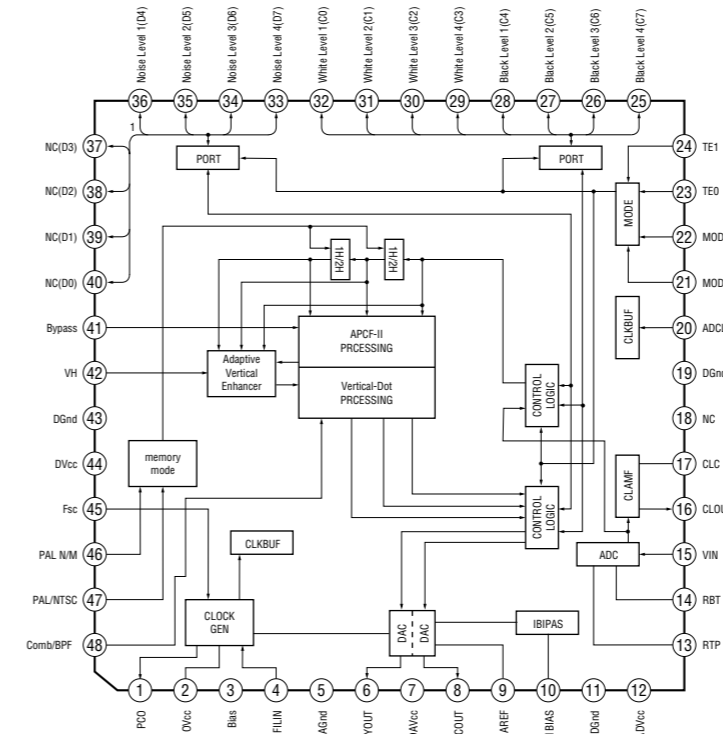 Noise Level 1(D4)
Noise Level 2(D5)
Noise Level 3(D6)
Noise Level 4(D7)
White Level 1(C0)
White Level 2(C1)
White Level 3(C2)
White Level 4(C3)
Black Level 1(C4)
Black Level 2(C5)
Black Level 3(C6)
Black Level 4(C7)
36
35
34
33
32
31
30
29
28
27
26
25
1
NC(D3) 37
NC(D2) 38
NC(D1) 39
NC(D0) 40
Bypass 41
VH 42
DGnd 43
DVcc 44
Fsc 45
PAL N/M 46
PAL/NTSC 47
Comb/BPF 48
PORT
PORT
MODE
1H/2H
1H/2H
CLKBUF
APCF-II
PRCESSING
Adaptive
Vertical
Enhancer
Vertical-Dot
PRCESSING
CONTROL
LOGIC
memory
mode
CONTROL
LOGIC
CLAMF
CLKBUF
ADC
CLOCK
GEN
DAC
DAC
IBIPAS
24 TE1
23 TE0
22 MOD
21 MOD
20 ADCL
19 DGnd
18 NC
17 CLC
16 CLOU
15 VIN
14 RBT
13 RTP
1
2
3
4
5
6
7
8
9
10
11
12
PCO
OVcc
Bias
FILIN
AGnd
YOUT
COUT
AREF
I BIAS
DGnd
ADVcc